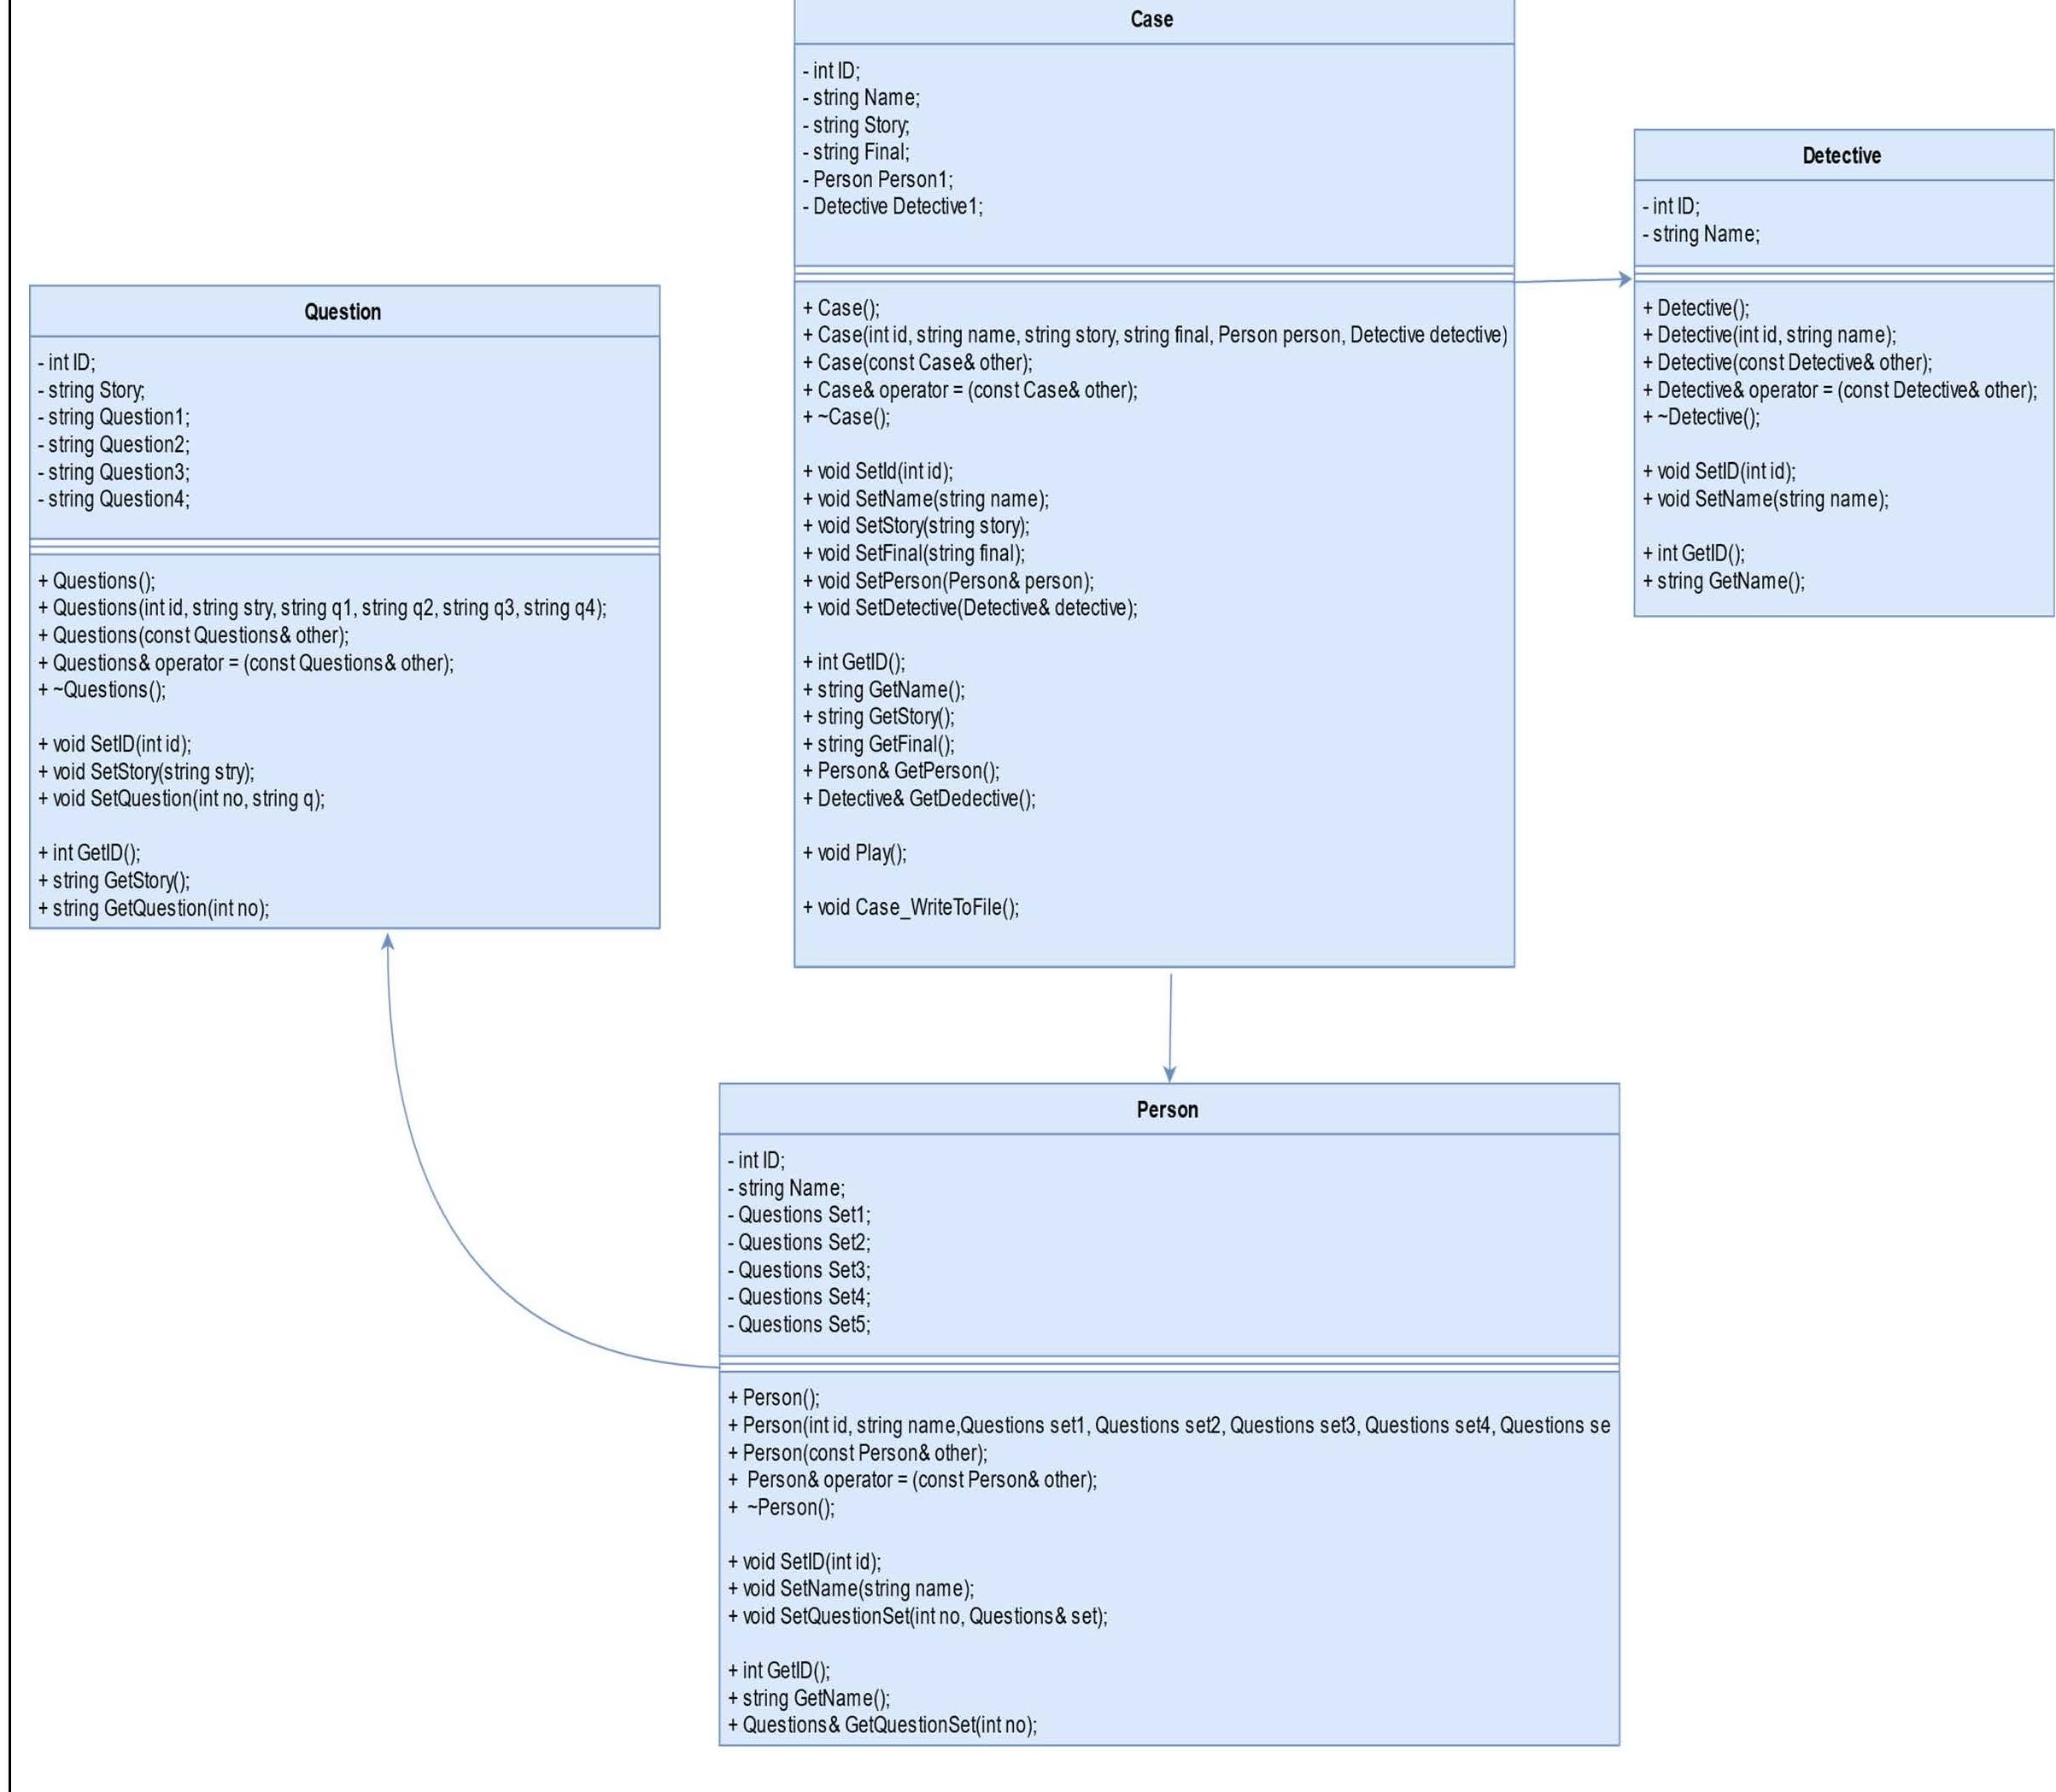 Case
- int ID;
- string Name;
- string Story;
- string Final;
- Person Person1;
- Detective Detective1;
+ Case();
+ Case(int id, string name, string story, string final, Person person, Detective detective)
+ Case(const Case& other);
+ Case& operator = (const Case& other);
+ ~Case();
+ void SetId(int id);
+ void SetName(string name);
+ void SetStory(string story);
+ void SetFinal(string final);
+ void SetPerson(Person& person);
+ void SetDetective(Detective& detective);
+ int GetID();
+ string GetName();
+ string GetStory();
+ string GetFinal();
+ Person& GetPerson();
+ Detective& GetDedective();
+ void Play();
+ void Case_WriteToFile();
Detective
- int ID;
- string Name;
+ Detective();
+ Detective(int id, string name);
+ Detective(const Detective& other);
+ Detective& operator = (const Detective& other);
+ ~Detective();
+ void SetID(int id);
+ void SetName(string name);
+ int GetID();
+ string GetName();
Question
- int ID;
- string Story;
- string Question1;
- string Question2;
- string Question3;
- string Question4;
+ Questions();
+ Questions(int id, string stry, string q1, string q2, string q3, string q4);
+ Questions(const Questions& other);
+ Questions& operator = (const Questions& other);
+ ~Questions();
+ void SetID(int id);
+ void SetStory(string stry);
+ void SetQuestion(int no, string q);
+ int GetID();
+ string GetStory();
+ string GetQuestion(int no);
Person
- int ID;
- string Name;
- Questions Set1;
- Questions Set2;
- Questions Set3;
- Questions Set4;
- Questions Set5;
+ Person();
+ Person(int id, string name,Questions set1, Questions set2, Questions set3, Questions set4, Questions se
+ Person(const Person& other);
+  Person& operator = (const Person& other);
+  ~Person();
+ void SetID(int id);
+ void SetName(string name);
+ void SetQuestionSet(int no, Questions& set);
+ int GetID();
+ string GetName();
+ Questions& GetQuestionSet(int no);